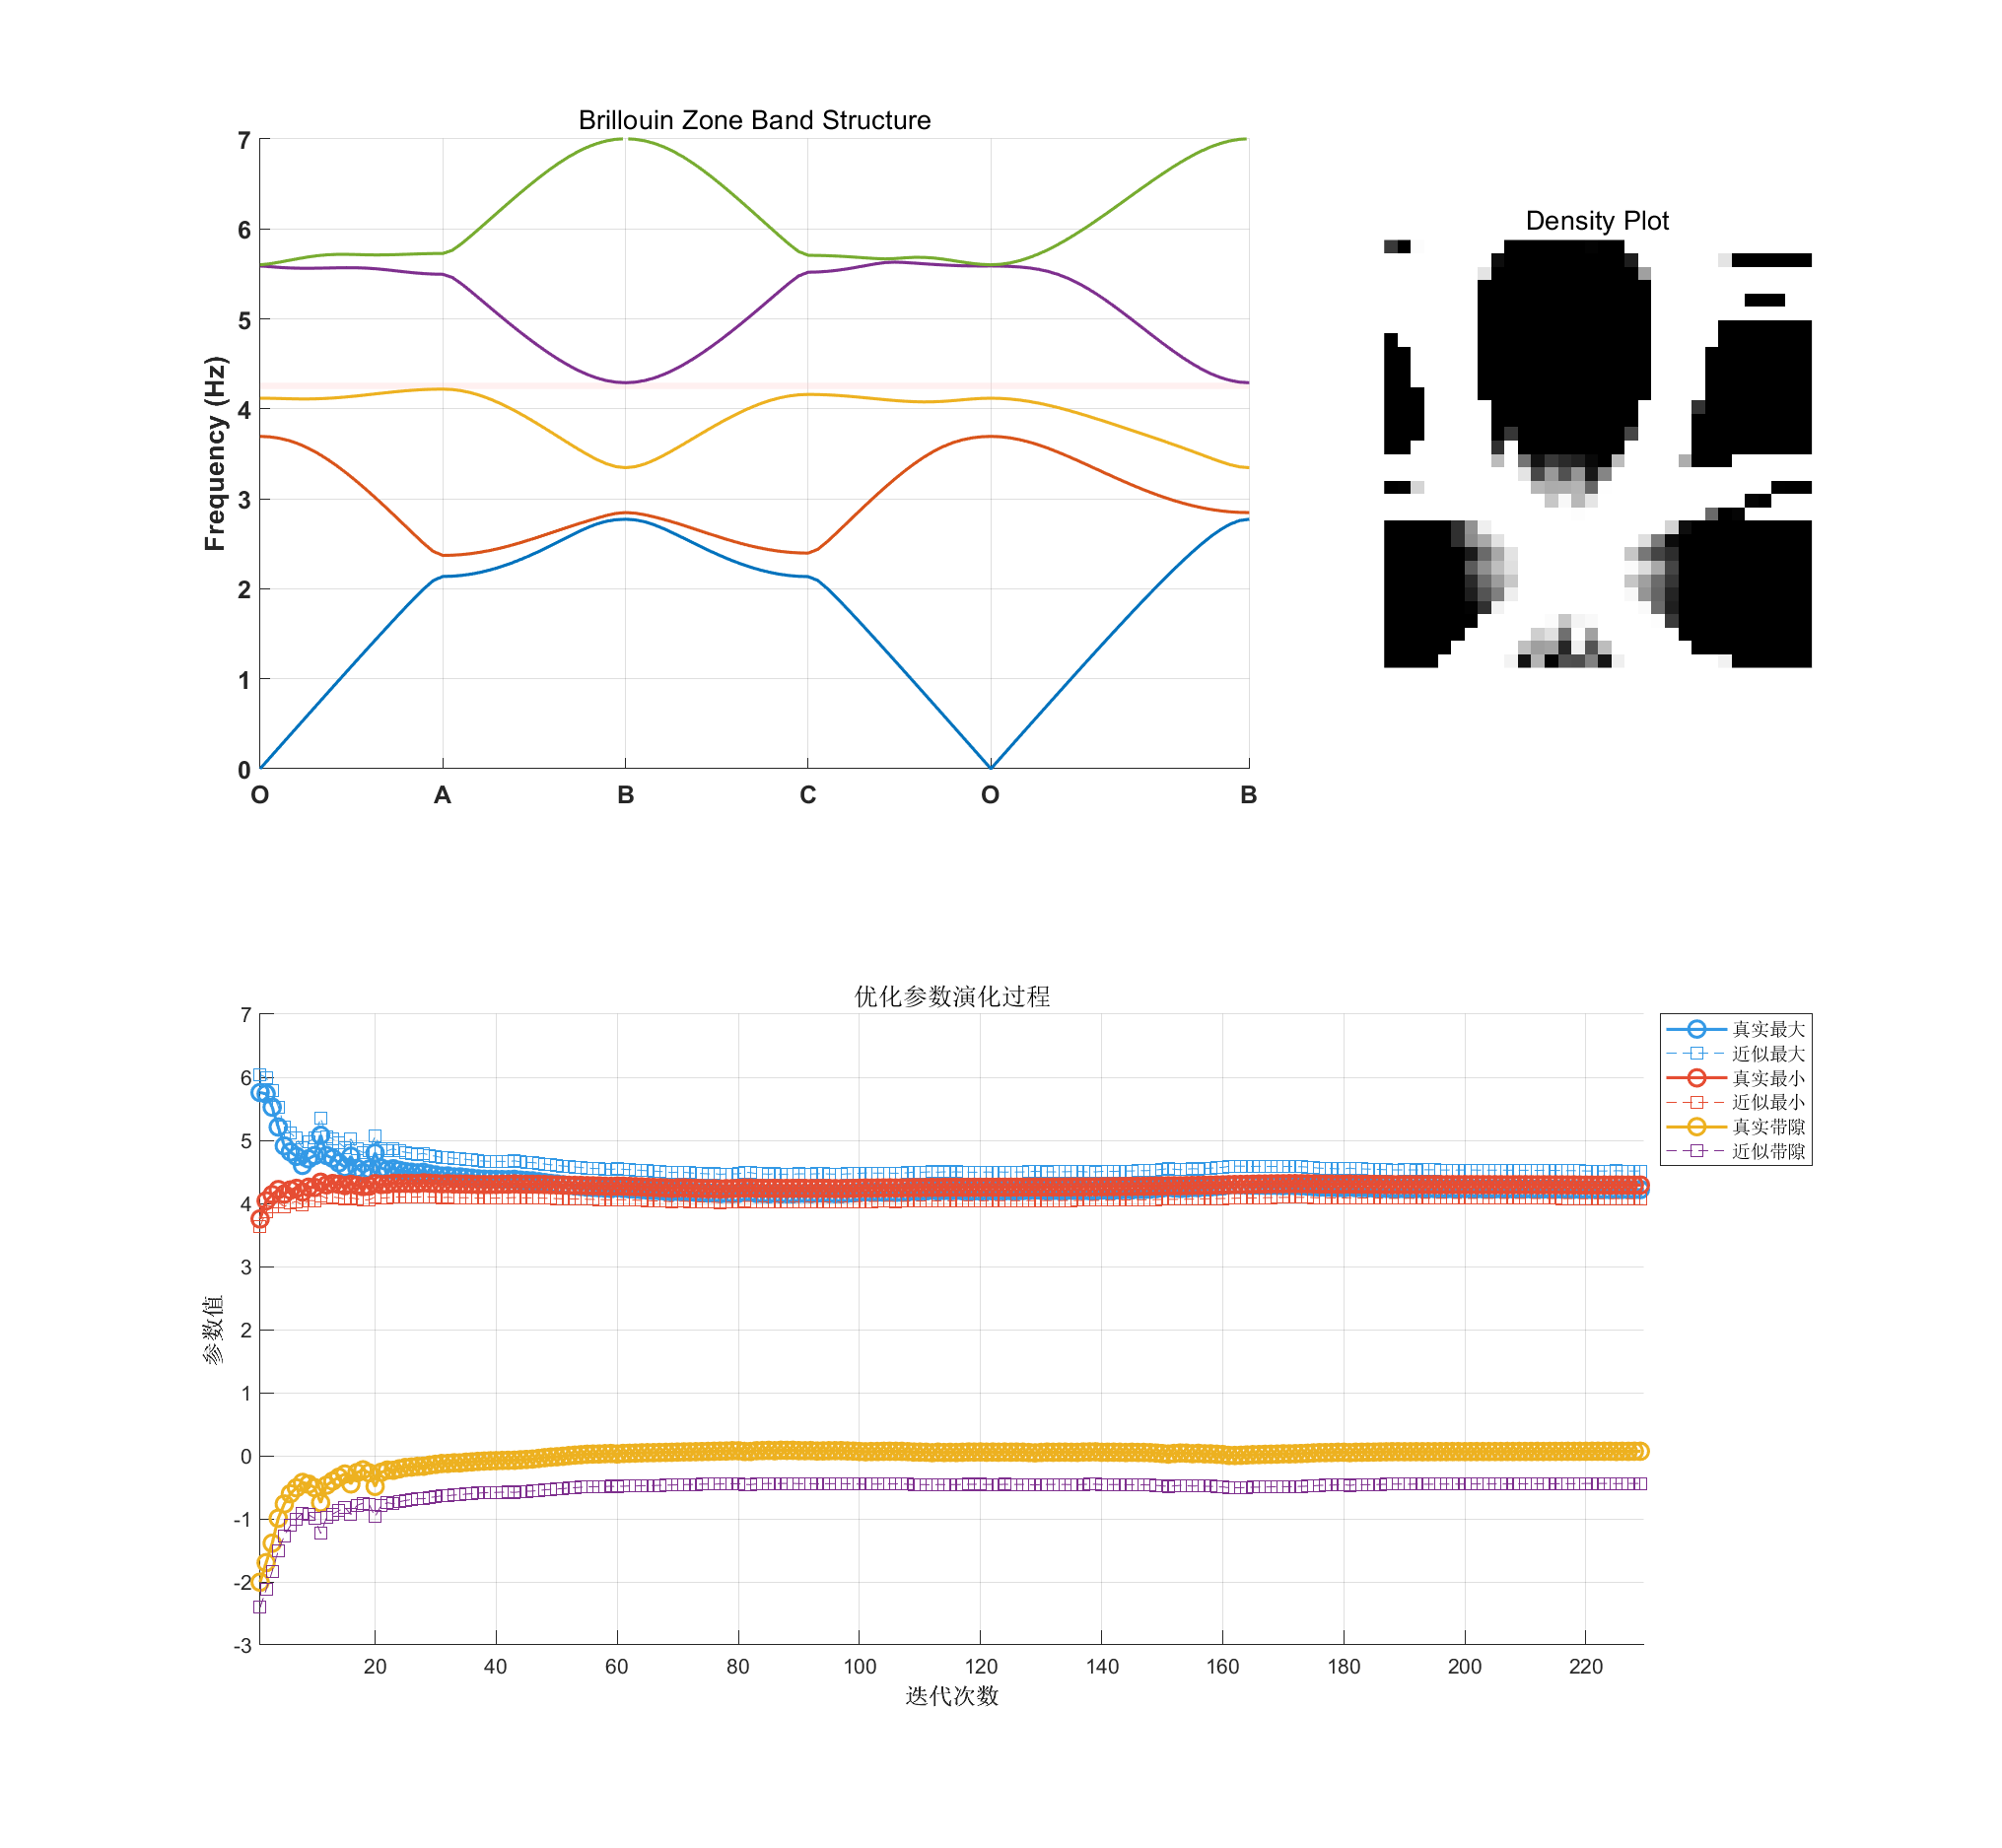 Brillouin Zone Band Structure
7
6
5
4
3
2
1
0
Frequency (Hz)
O A B C O B
Density Plot
优化参数演化过程
7
6
5
4
3
2
1
0
-1
-2
-3
参数值
20 40 60 80 100 120 140 160 180 200 220
迭代次数
真实最大
近似最大
真实最小
近似最小
真实带隙
近似带隙